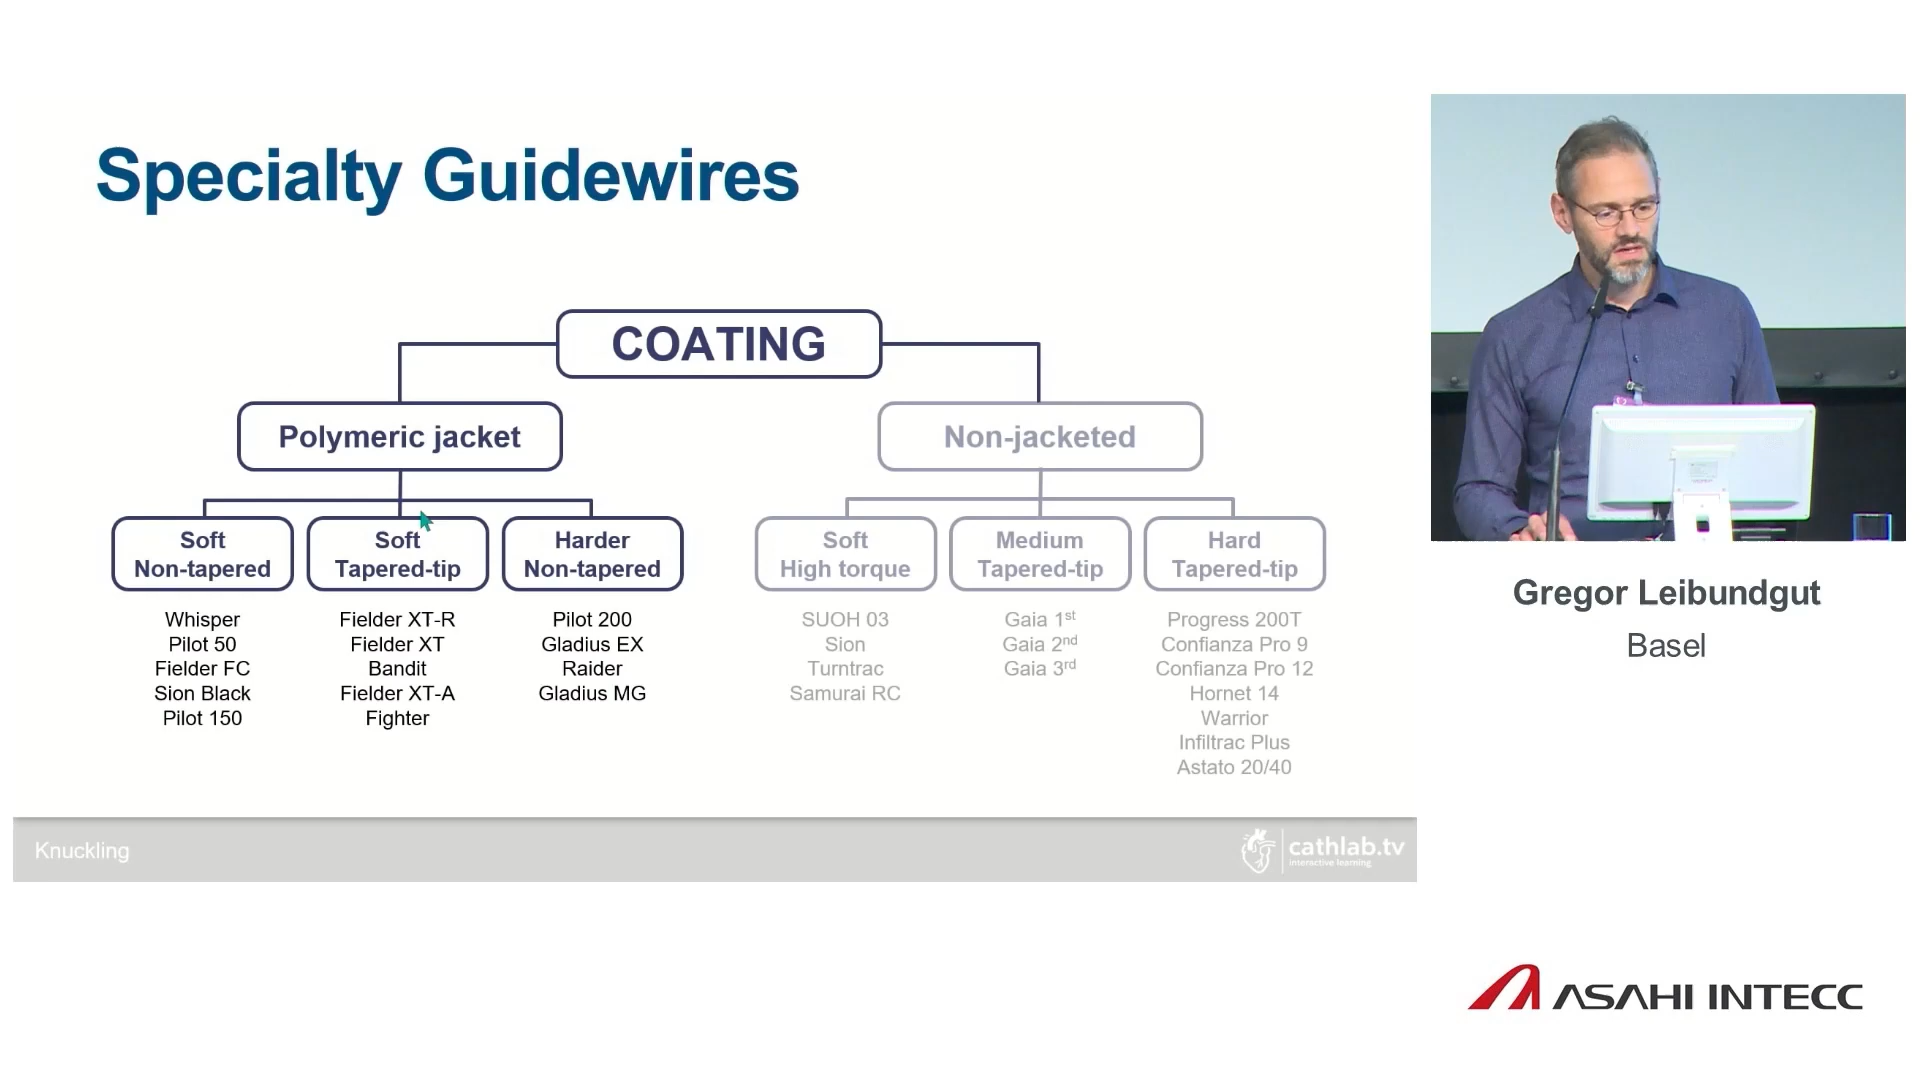 Specialty Guidewires
COATING
Polymeric jacket
Non-jacketed
Soft
Non-tapered
Soft
Tapered-tip
Harder
Non-tapered
Soft
High torque
Medium
Tapered-tip
Hard
Tapered-tip
Whisper
Pilot 50
Fielder FC
Sion Black
Pilot 150
Fielder XT-R
Fielder XT
Bandit
Fielder XT-A
Fighter
Pilot 200
Gladius EX
Raider
Gladius MG
SUOH 03
Sion
Turntrac
Samurai RC
Gaia 1st
Gaia 2nd
Gaia 3rd
Progress 200T
Confianza Pro 9
Confianza Pro 12
Hornet 14
Warrior
Infiltrac Plus
Astato 20/40
Knuckling
cathlab.tv
interactive learning
Gregor Leibundgut
Basel
ASAHI INTECC